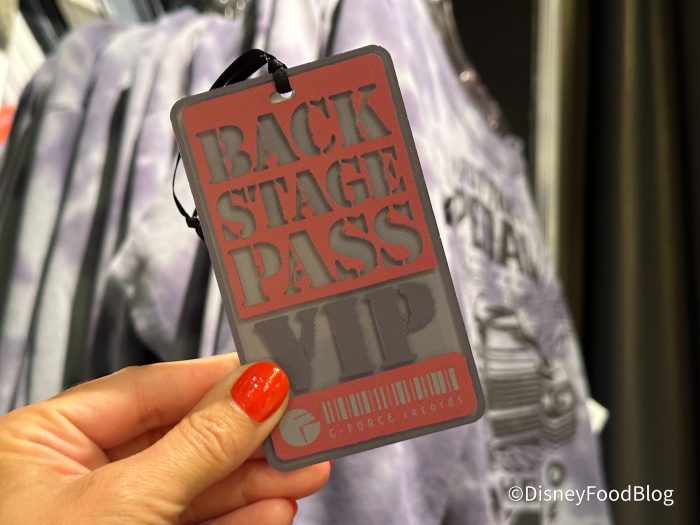 BACK
STAGE
PASS
VIP
G-FORCE records
©DisneyFoodBlog